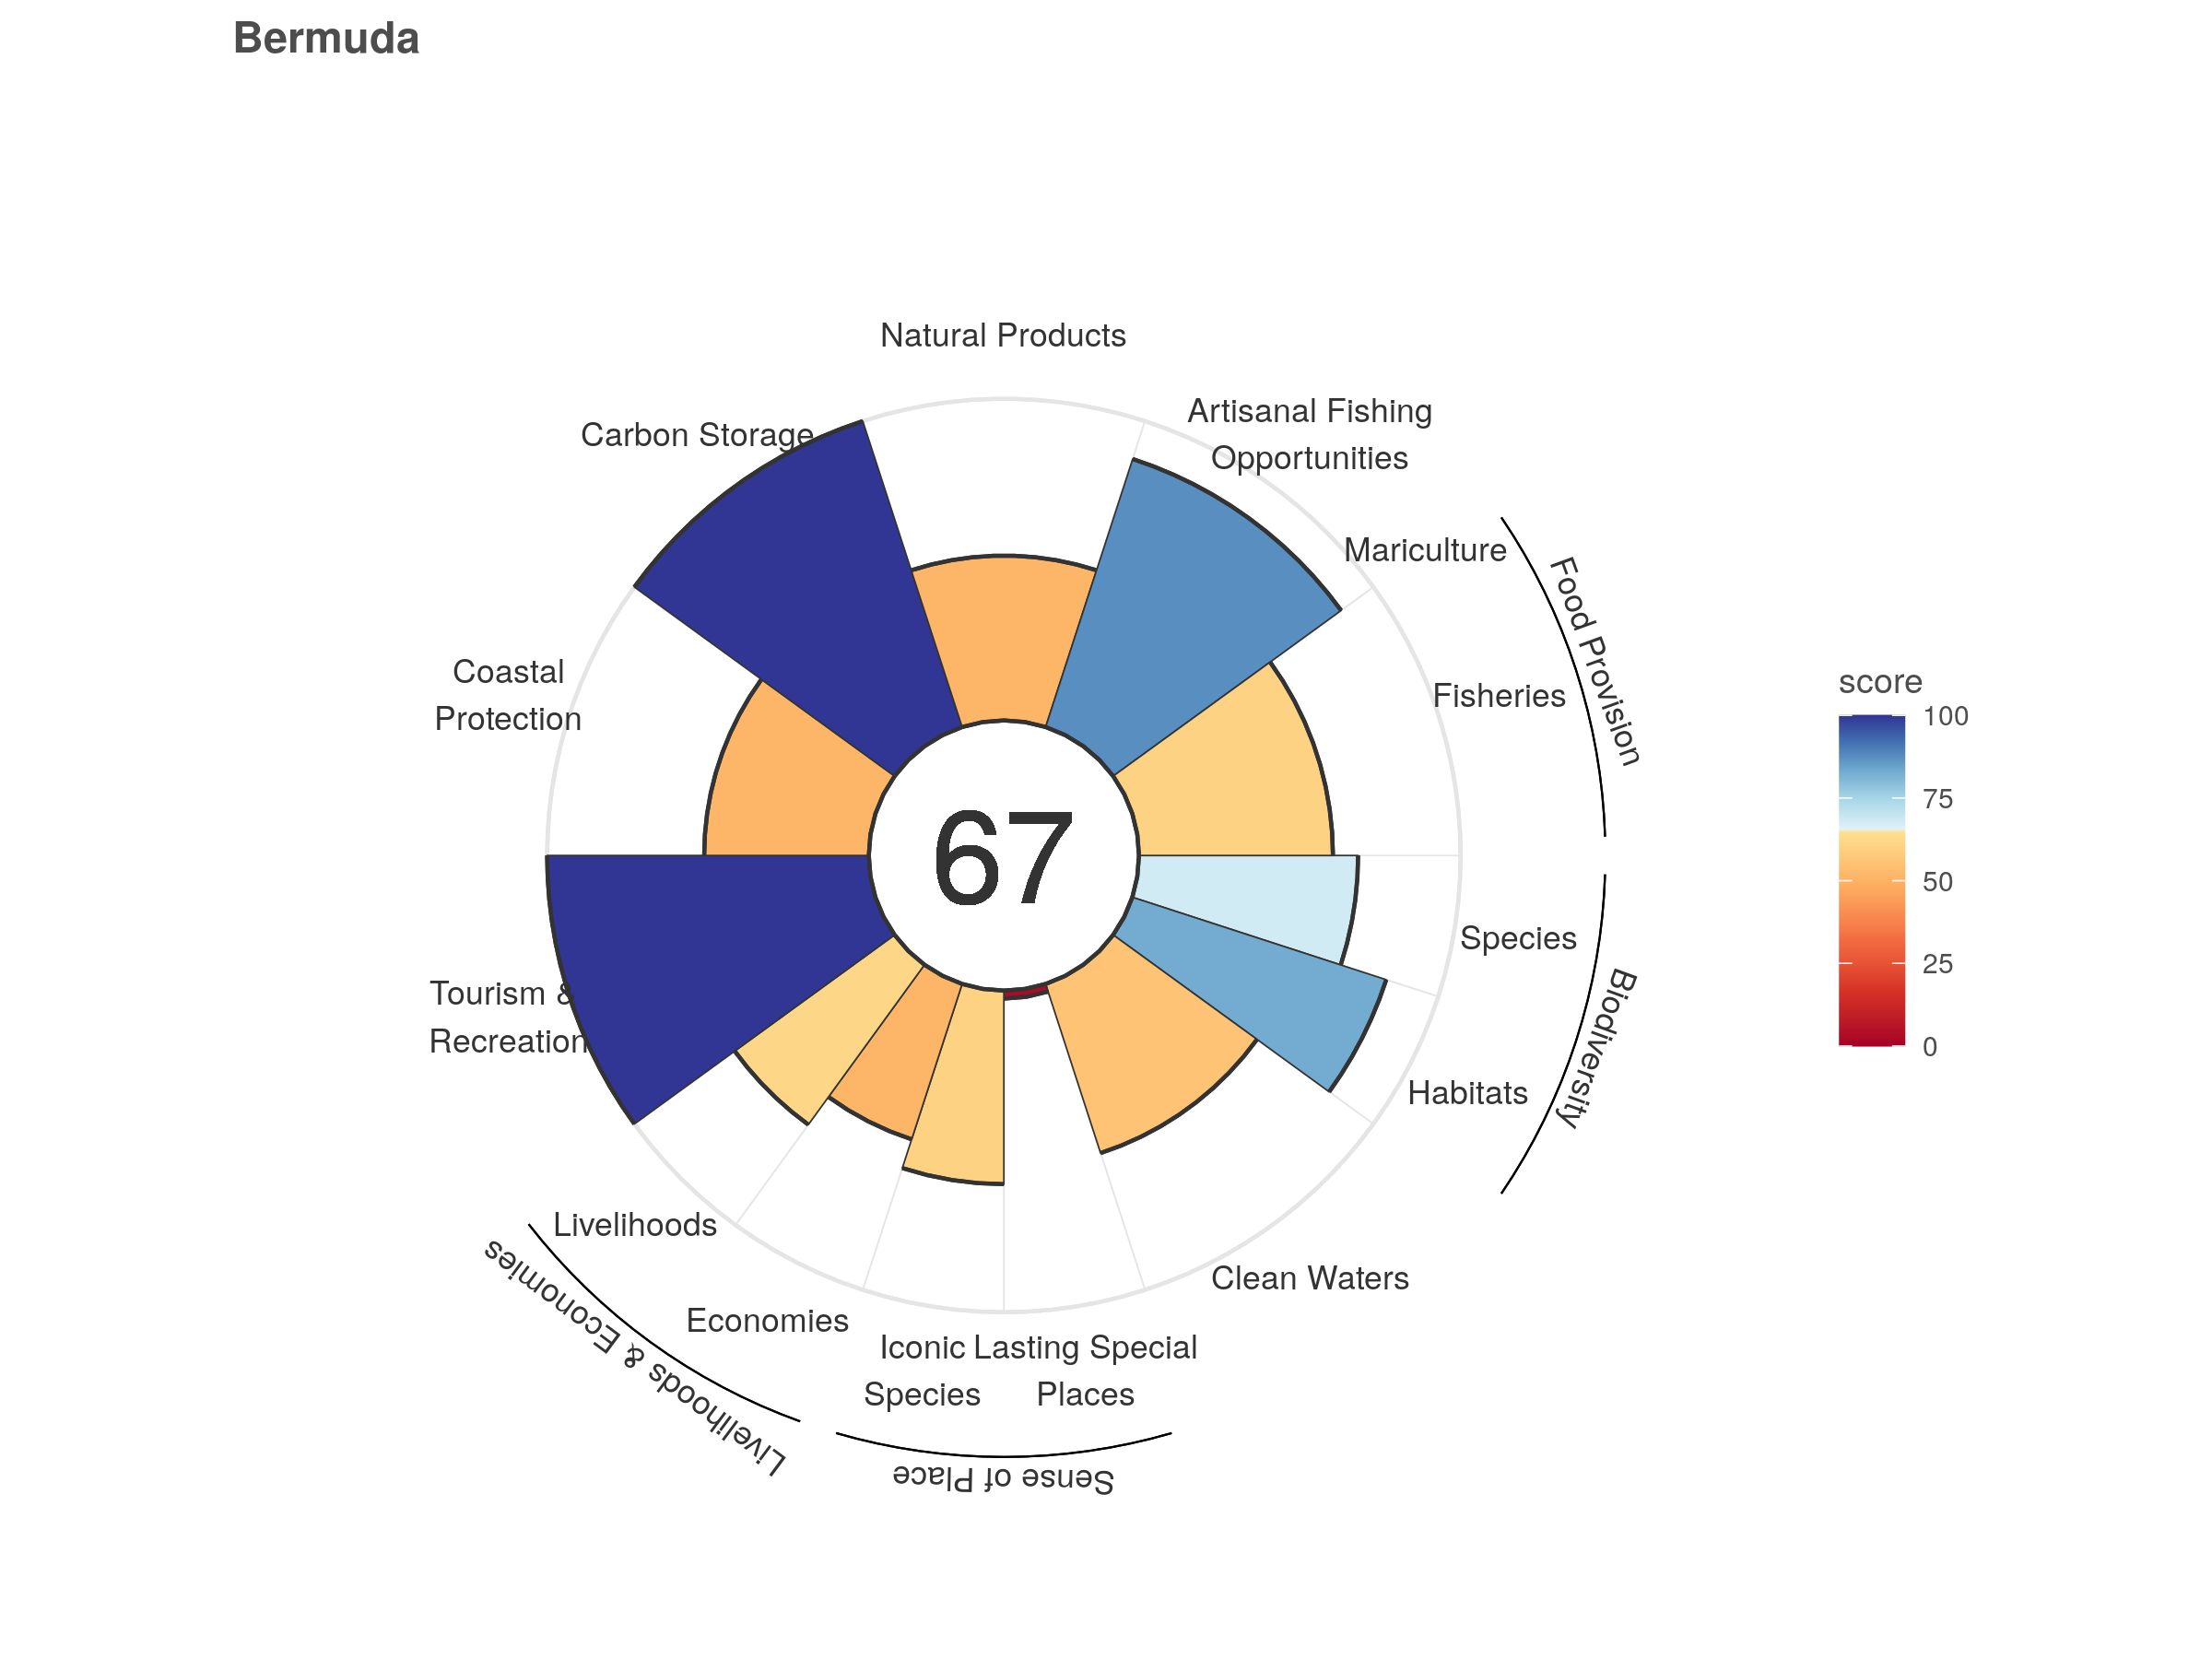 Bermuda
Natural Products
Artisanal Fishing
Opportunities
Carbon Storage
Mariculture
Food Provision
Fisheries
Coastal
Protection
score
100
75
50
25
0
67
Species
Biodiversity
Habitats
Tourism &
Recreation
Livelihoods
Livelihoods & Economies
Economies
Clean Waters
Iconic
Species
Lasting Special
Places
Sense of Place